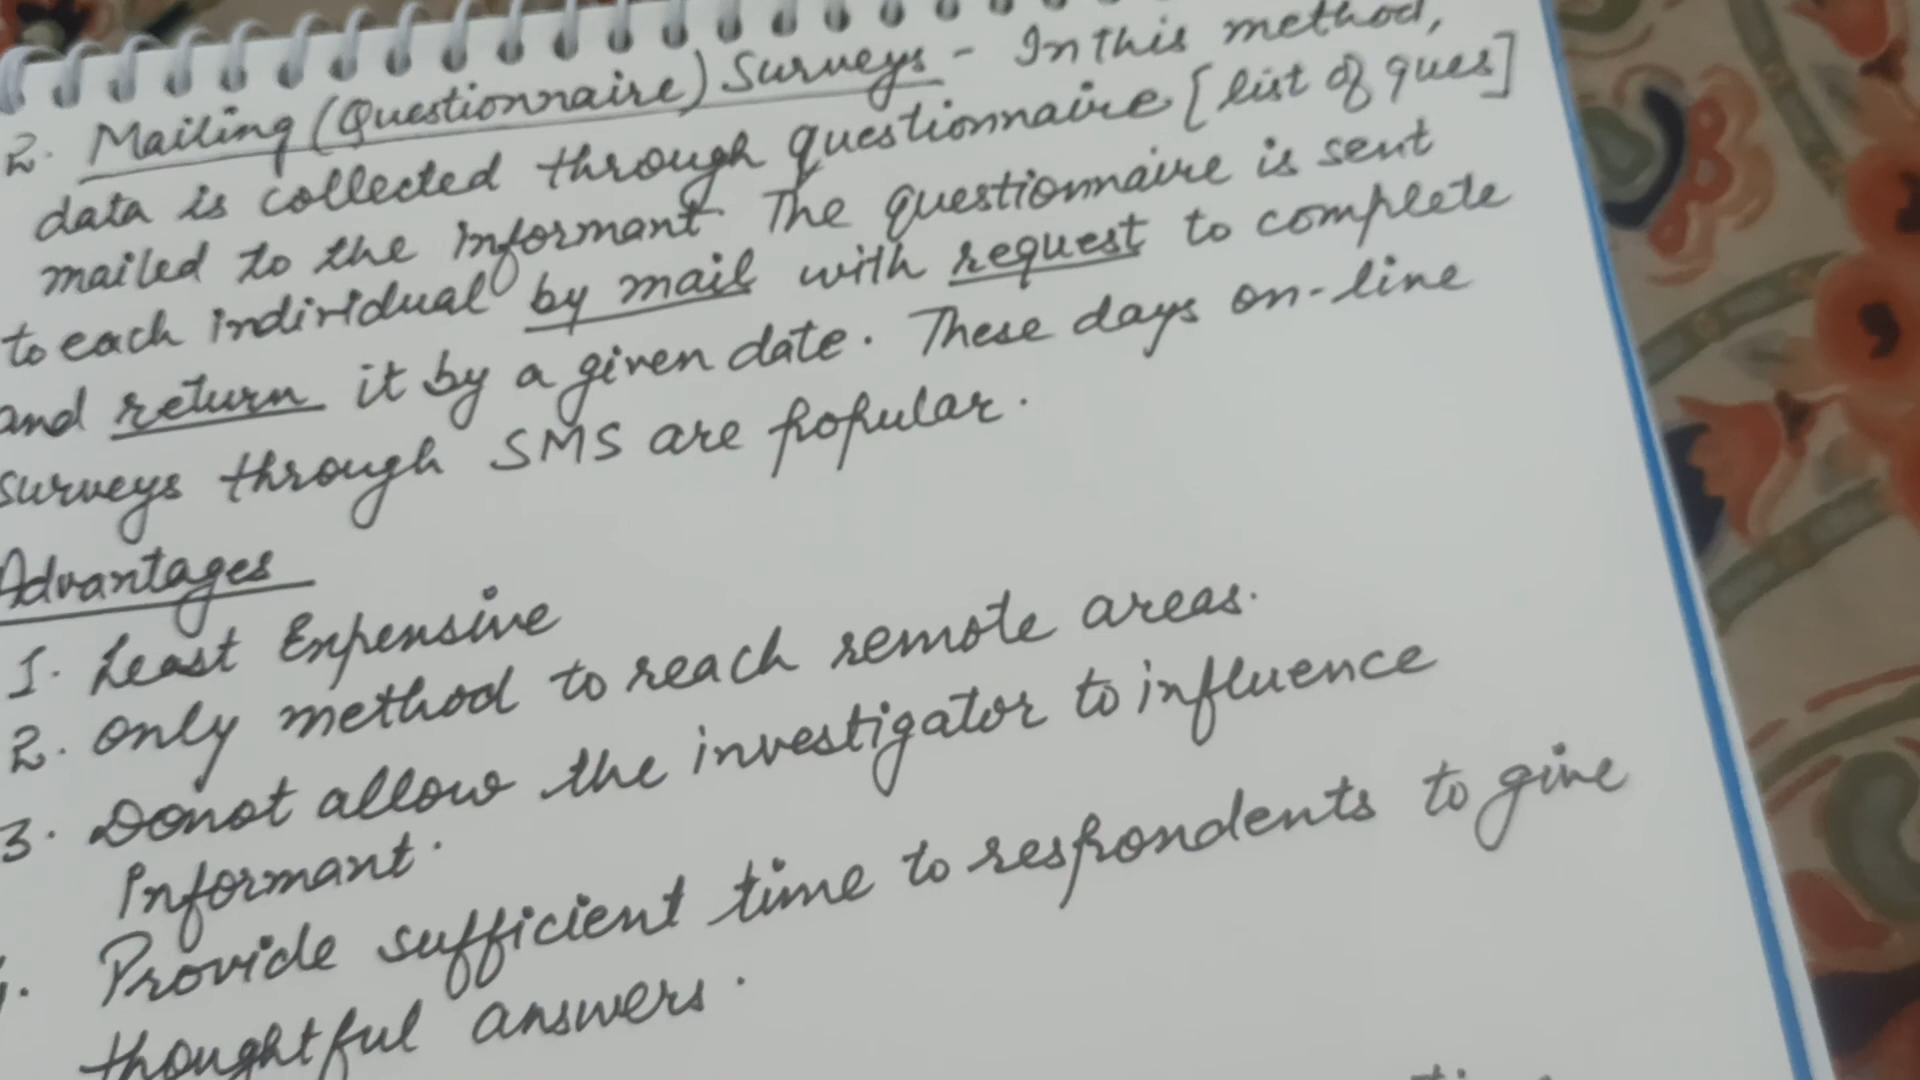 2. Mailing (Questionnaire) Surveys - In this method,
data is collected through questionnaire [list of ques]
mailed to the informant. The questionnaire is sent
to each individual by mail with request to complete
and return it by a given date. These days on-line
surveys through SMS are popular.
Advantages
1. Least Expensive
2. Only method to reach remote areas.
3. Donot allow the investigator to influence
Informant.
Provide sufficient time to respondents to give
thoughtful answers.